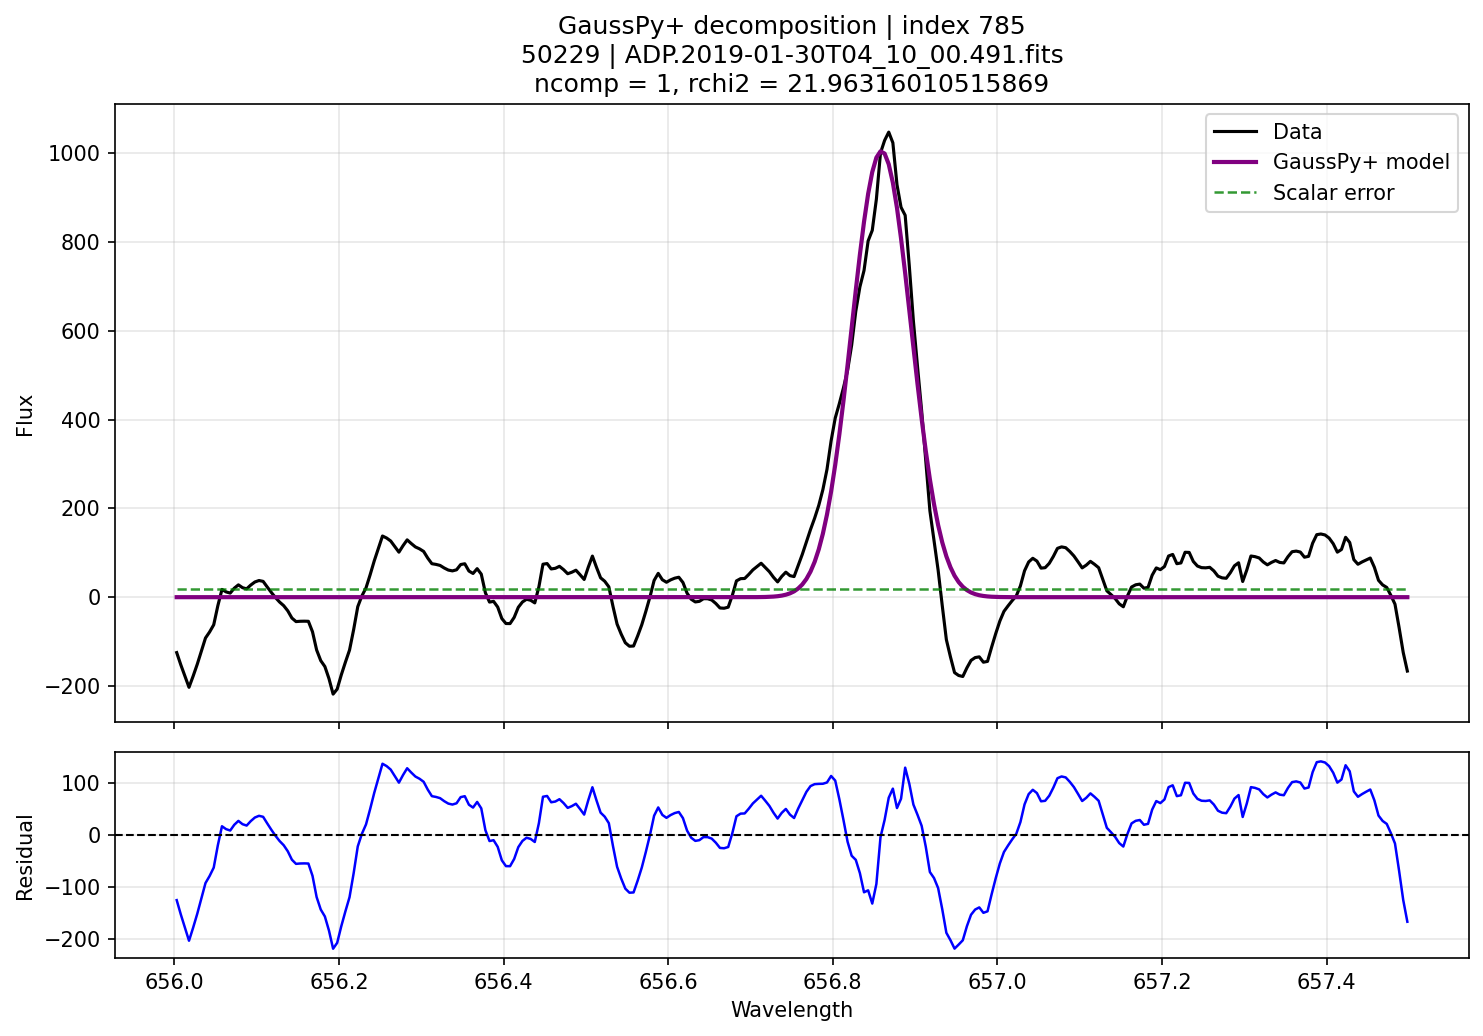 GaussPy+ decomposition | index 785
50229 | ADP.2019-01-30T04_10_00.491.fits
ncomp = 1, rchi2 = 21.96316010515869
Data
GaussPy+ model
Scalar error
1000
800
600
400
200
0
−200
Flux
100
0
−100
−200
Residual
656.0 656.2 656.4 656.6 656.8 657.0 657.2 657.4
Wavelength